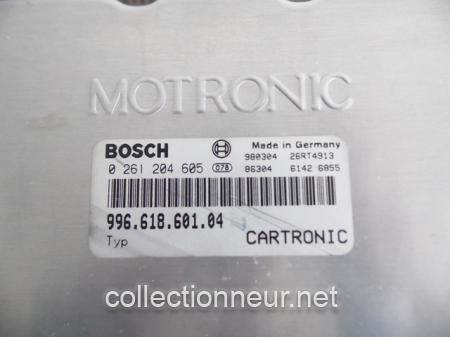 MOTRONIC
BOSCH Made in Germany
0 261 204 605 078 980304 26RT4913
86304 6142 6855
996.618.601.04
Typ CARTRONIC
collectionneur.net